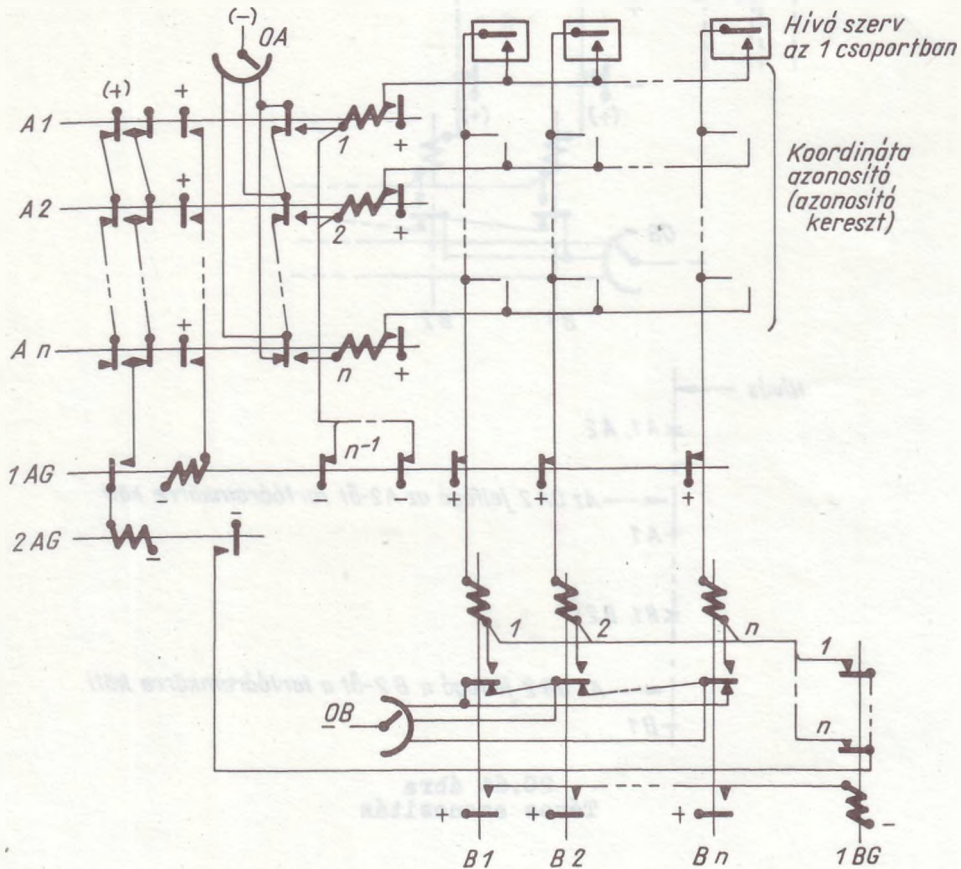 (-)
OA
Hívó szerv
az 1 csoportban
(+)
+
A 1
1
+
Koordináta
azonosító
(azonosító
kereszt)
+
A 2
2
+
+
A n
n
+
n-1
1 AG
-
-
-
+
+
+
2 AG
-
-
1
2
n
1
OB
n
+
+
+
-
B 1
B 2
B n
1 BG